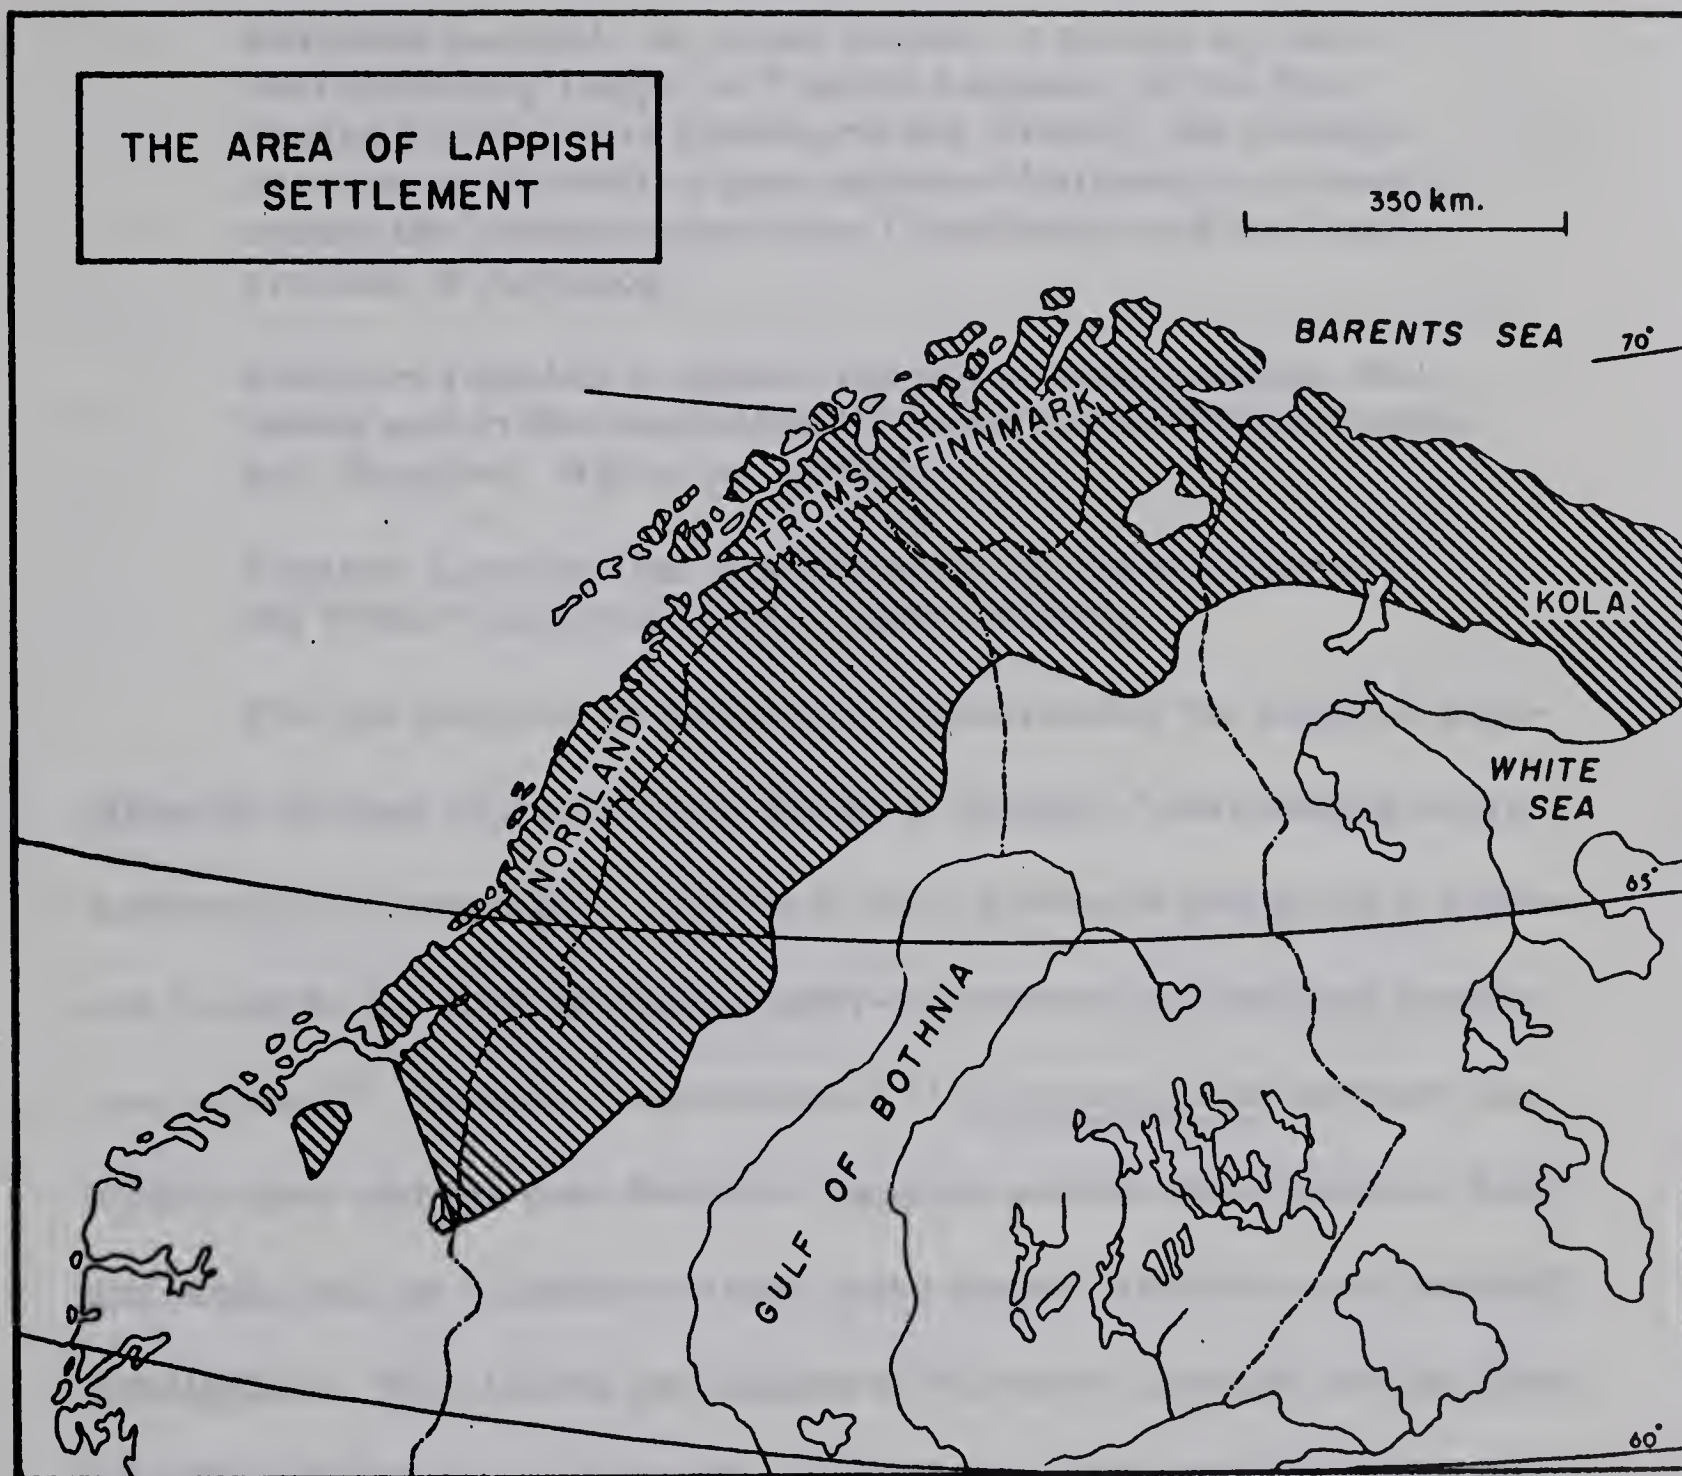 THE AREA OF LAPPISH
SETTLEMENT
350 km.
BARENTS SEA
70°
FINNMARK
TROMS
KOLA
NORDLAND
WHITE
SEA
65°
GULF OF BOTHNIA
60°